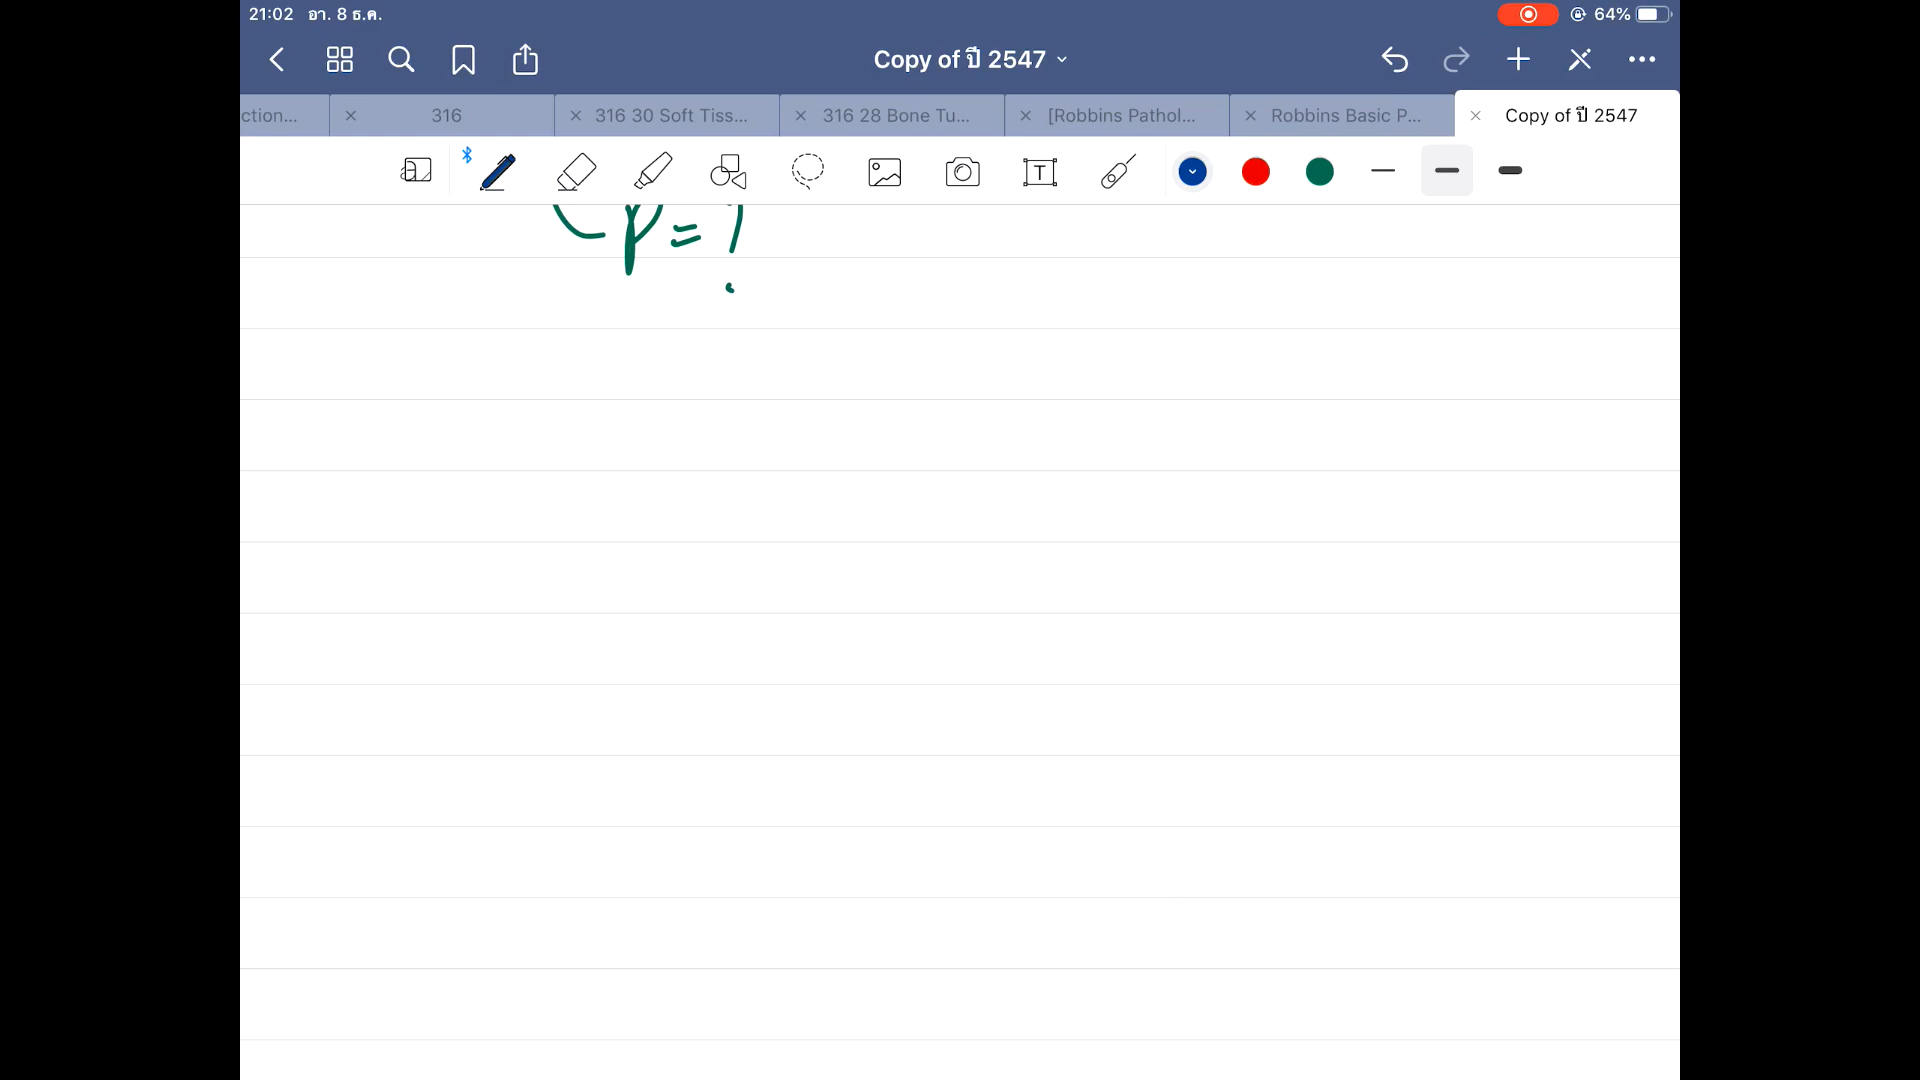 21:02 อา. 8 ธ.ค. 64%
Copy of ปี 2547
ction... 316 316 30 Soft Tiss... 316 28 Bone Tu... [Robbins Pathol... Robbins Basic P... Copy of ปี 2547
T
p = ?